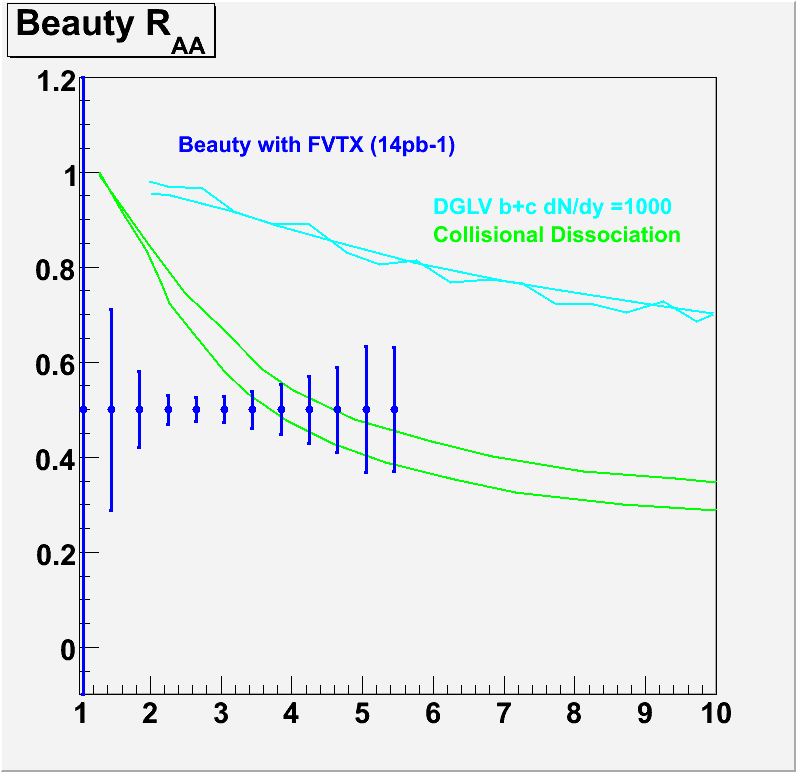 Beauty R_AA
1.2
Beauty with FVTX (14pb-1)
1
DGLV b+c dN/dy =1000
Collisional Dissociation
0.8
0.6
0.4
0.2
0
1 2 3 4 5 6 7 8 9 10